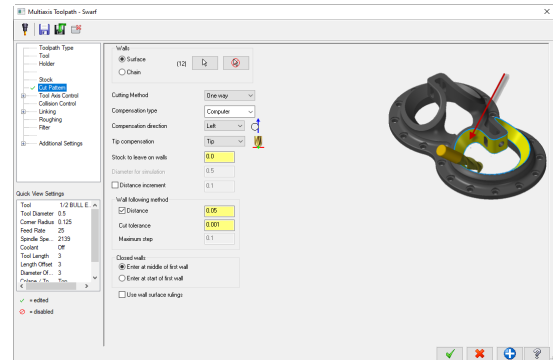 Multiaxis Toolpath - Swarf
Toolpath Type
Tool
Holder
Stock
Cut Pattern
Tool Axis Control
Collision Control
Linking
Roughing
Filter
Additional Settings
Quick View Settings
Tool 1/2 BULL E...
Tool Diameter 0.5
Corner Radius 0.125
Feed Rate 25
Spindle Spe... 2139
Coolant Off
Tool Length 3
Length Offset 3
Diameter Of... 3
Cplane / Tp... Top
= edited
= disabled
Walls
Surface
(12)
Chain
Cutting Method One way
Compensation type Computer
Compensation direction Left
Tip compensation Tip
Stock to leave on walls 0.0
Diameter for simulation 0.5
Distance increment 0.1
Wall following method
Distance 0.05
Cut tolerance 0.001
Maximum step 0.1
Closed walls
Enter at middle of first wall
Enter at start of first wall
Use wall surface rulings